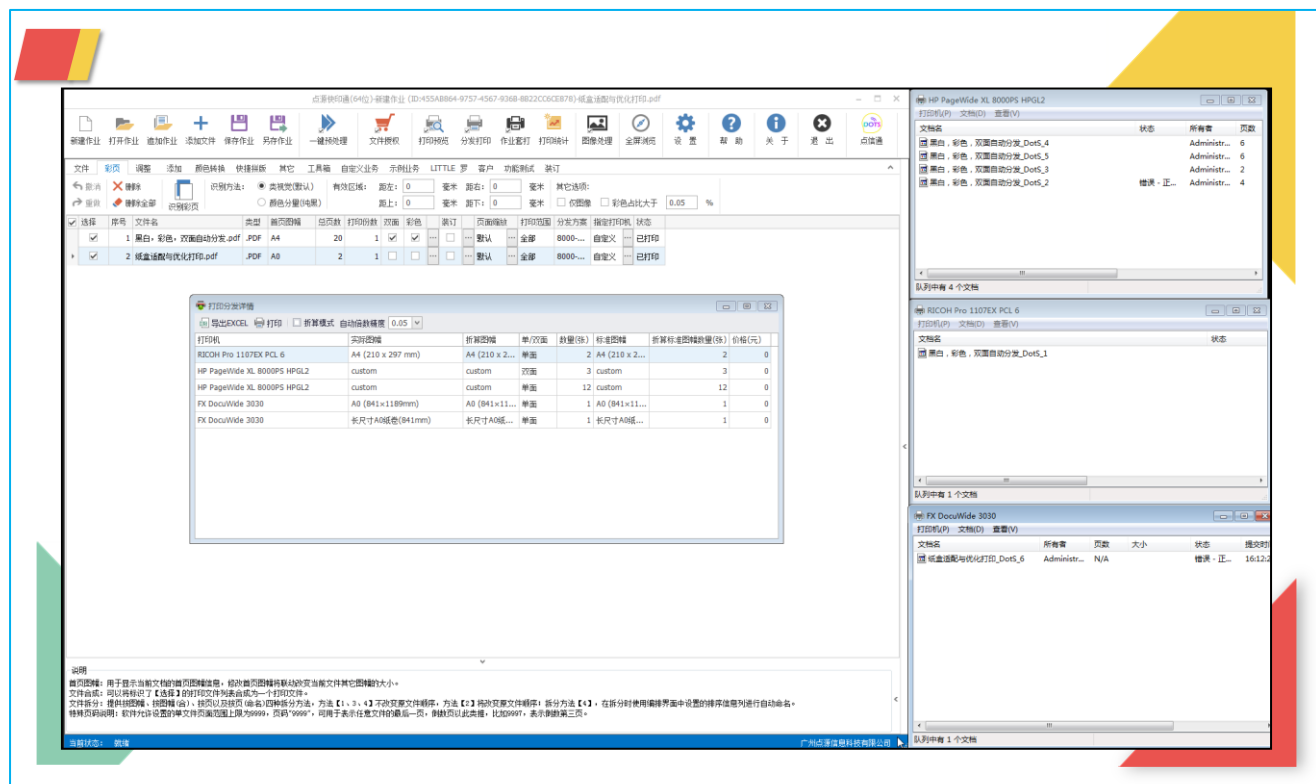 点源快印通(64位)-新建作业 (ID:455AB864-9757-4567-936B-BB22CC6CE878)-纸盒适配与优化打印.pdf
新建作业 打开作业 追加作业 添加文件 保存作业 另存作业 一键预处理 文件授权 打印预览 分发打印 作业套打 打印统计 图像处理 全屏浏览 设 置 帮 助 关 于 退 出 点信通
DOTS
文件 彩页 调整 添加 颜色转换 快捷排版 其它 工具箱 自定义业务 示例业务 LITTLE 罗 客户 功能测试 装订
撤消 删除 识别方法: 类视觉(默认) 有效区域: 距左: 0 毫米 距右: 0 毫米 其它选项:
重做 删除全部 识别彩页 颜色分量(纯黑) 距上: 0 毫米 距下: 0 毫米 仅图像 彩色占比大于 0.05 %
选择 序号 文件名 类型 首页图幅 总页数 打印份数 双面 彩色 装订 页面缩放 打印范围 分发方案 指定打印机 状态
1 黑白，彩色，双面自动分发.pdf .PDF A4 20 1 ... ... 默认 ... 全部 8000-... 自定义 ... 已打印
2 纸盒适配与优化打印.pdf .PDF A0 2 1 ... ... 默认 ... 全部 8000-... 自定义 ... 已打印
打印分发详情
导出EXCEL 打印 折算模式 自动倍数幅度 0.05
打印机 实际图幅 折算图幅 单/双面 数量(张) 标准图幅 折算标准图幅数量(张) 价格(元)
RICOH Pro 1107EX PCL 6 A4 (210 x 297 mm) A4 (210 x 2... 单面 2 A4 (210 x 2... 2 0
HP PageWide XL 8000PS HPGL2 custom custom 双面 3 custom 3 0
HP PageWide XL 8000PS HPGL2 custom custom 单面 12 custom 12 0
FX DocuWide 3030 A0 (841×1189mm) A0 (841×11... 单面 1 A0 (841×11... 1 0
FX DocuWide 3030 长尺寸A0纸卷(841mm) 长尺寸A0纸... 单面 1 长尺寸A0纸... 1 0
说明
首页图幅: 用于显示当前文档的首页图幅信息，修改首页图幅将联动改变当前文件其它图幅的大小。
文件合成: 可以将标识了【选择】的打印文件列表合成为一个打印文件。
文件拆分: 提供按图幅、按图幅(合)、按页以及按页(命名)四种拆分方法，方法【1、3、4】不改变原文件顺序，方法【2】将改变原文件顺序；拆分方法【4】，在拆分时使用编排界面中设置的排序信息列进行自动命名。
特殊页码说明: 软件允许设置的单文件页面范围上限为9999，页码"9999"，可用于表示任意文件的最后一页，倒数页以此类推，比如9997，表示倒数第三页。
当前状态: 就绪
广州点源信息科技有限公司
HP PageWide XL 8000PS HPGL2
打印机(P) 文档(D) 查看(V)
文档名 状态 所有者 页数
黑白，彩色，双面自动分发_DotS_4 Administr... 6
黑白，彩色，双面自动分发_DotS_5 Administr... 6
黑白，彩色，双面自动分发_DotS_3 Administr... 2
黑白，彩色，双面自动分发_DotS_2 错误 - 正... Administr... 4
队列中有 4 个文档
RICOH Pro 1107EX PCL 6
打印机(P) 文档(D) 查看(V)
文档名 状态
黑白，彩色，双面自动分发_DotS_1
队列中有 1 个文档
FX DocuWide 3030
打印机(P) 文档(D) 查看(V)
文档名 所有者 页数 大小 状态 提交时
纸盒适配与优化打印_DotS_6 Administr... N/A 错误 - 正... 16:12:2
队列中有 1 个文档